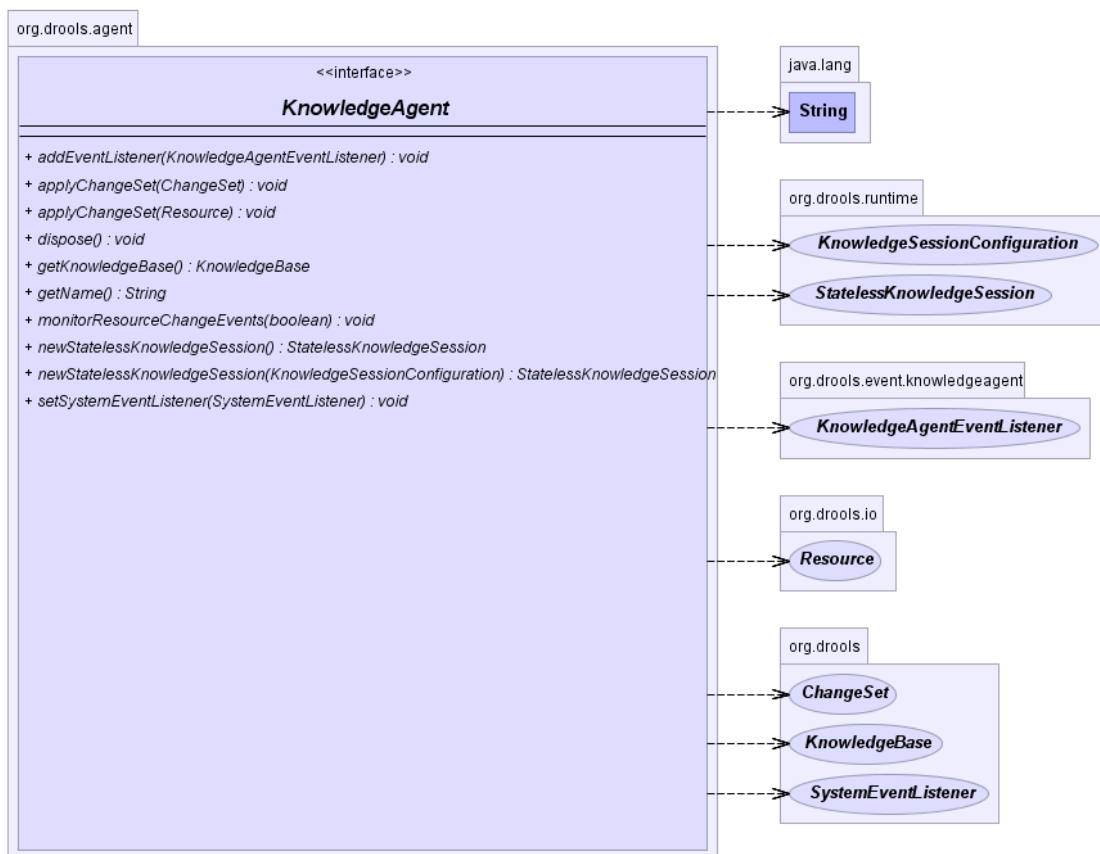 org.drools.agent
<<interface>>
KnowledgeAgent
+ addEventListener(KnowledgeAgentEventListener) : void
+ applyChangeSet(ChangeSet) : void
+ applyChangeSet(Resource) : void
+ dispose() : void
+ getKnowledgeBase() : KnowledgeBase
+ getName() : String
+ monitorResourceChangeEvents(boolean) : void
+ newStatelessKnowledgeSession() : StatelessKnowledgeSession
+ newStatelessKnowledgeSession(KnowledgeSessionConfiguration) : StatelessKnowledgeSession
+ setSystemEventListener(SystemEventListener) : void
java.lang
String
org.drools.runtime
KnowledgeSessionConfiguration
StatelessKnowledgeSession
org.drools.event.knowledgeagent
KnowledgeAgentEventListener
org.drools.io
Resource
org.drools
ChangeSet
KnowledgeBase
SystemEventListener